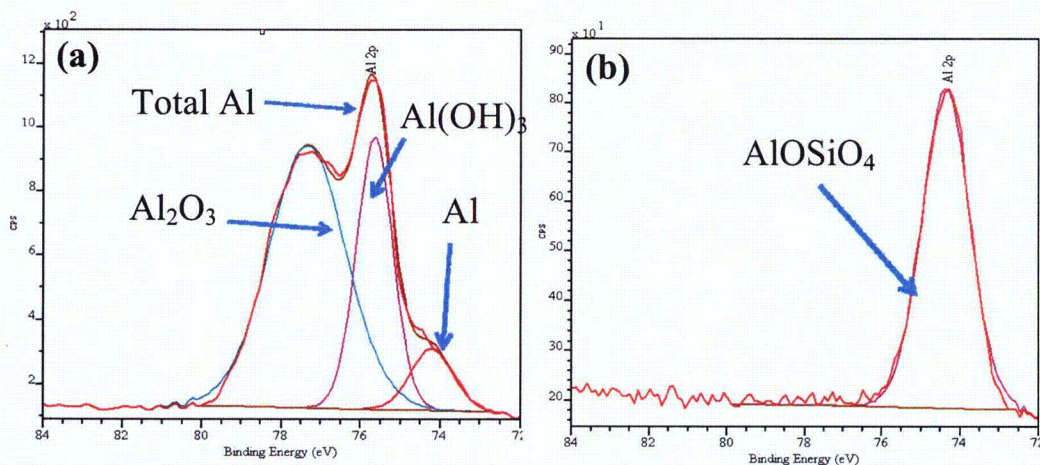 x 10²
(a)
Al 2p
Total Al
Al(OH)₃
Al₂O₃
Al
AlOSiO₄
12
10
8
6
4
2
CPS
84 82 80 78 76 74 72
Binding Energy (eV)
x 10¹
(b)
Al 2p
AlOSiO₄
90
80
70
60
50
40
30
20
CPS
84 82 80 78 76 74 72
Binding Energy (eV)